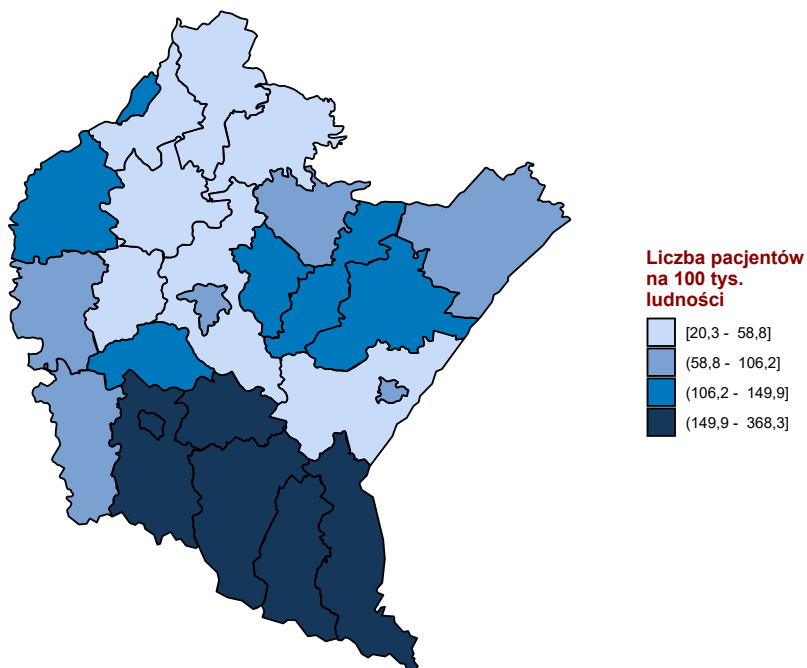 Liczba pacjentów
na 100 tys.
ludności
[20,3 - 58,8]
(58,8 - 106,2]
(106,2 - 149,9]
(149,9 - 368,3]